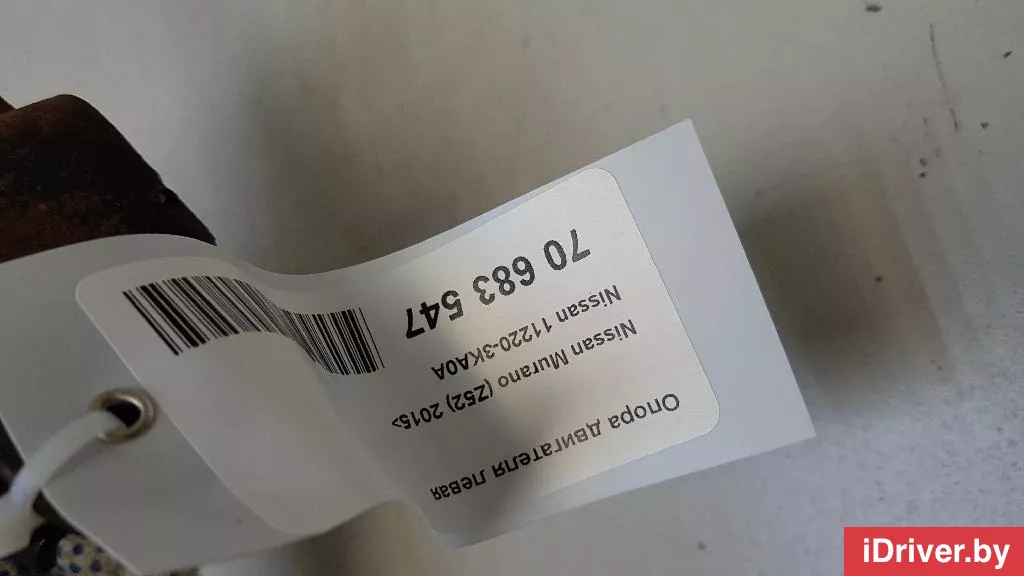 Опора двигателя левая
Nissan Murano (Z52) 2015>
Nissan 11220-3KA0A
70 683 547
iDriver.by